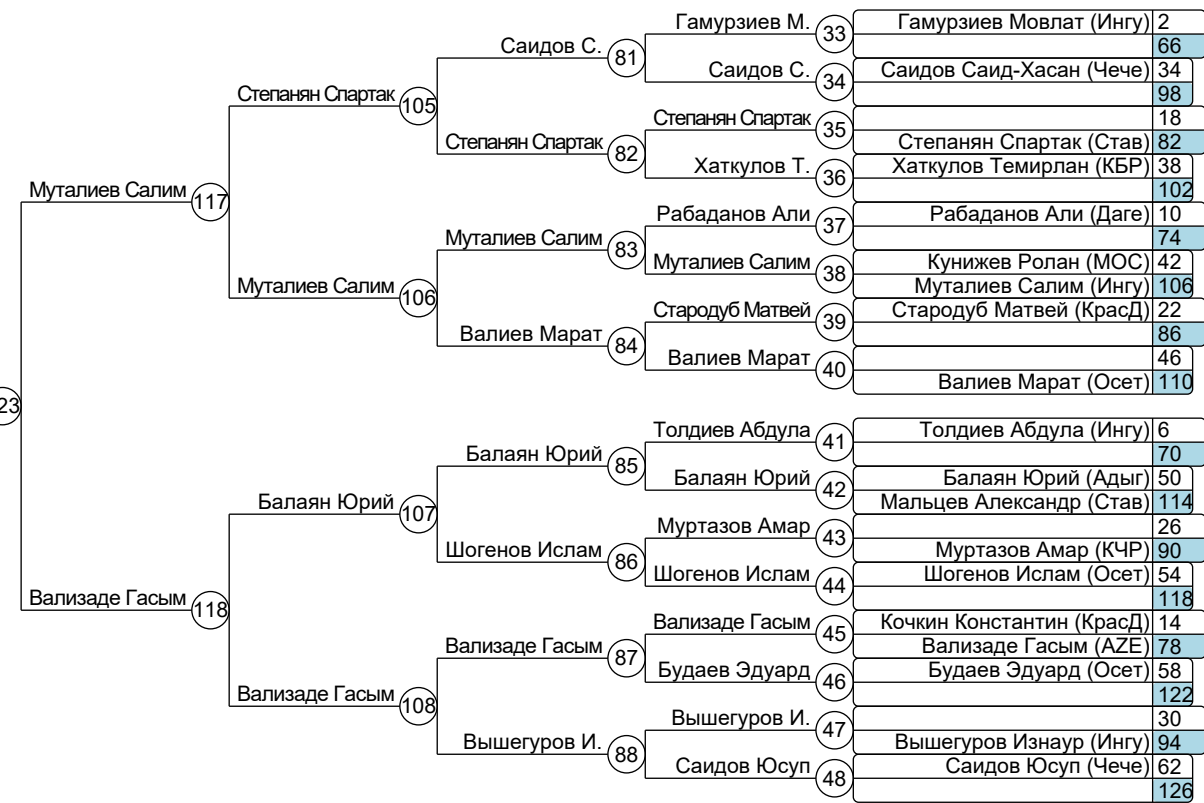 Гамурзиев М. 33 Гамурзиев Мовлат (Ингу) 2
Саидов С. 81 66
Саидов С. 34 Саидов Саид-Хасан (Чече) 34
Степанян Спартак 105 98
Степанян Спартак 35 18
Степанян Спартак 82 Степанян Спартак (Став) 82
Хаткулов Т. 36 Хаткулов Темирлан (КБР) 38
Муталиев Салим 117 102
Рабаданов Али 37 Рабаданов Али (Даге) 10
Муталиев Салим 83 74
Муталиев Салим 38 Кунижев Ролан (МОС) 42
Муталиев Салим 106 Муталиев Салим (Ингу) 106
Стародуб Матвей 39 Стародуб Матвей (КрасД) 22
Валиев Марат 84 86
Валиев Марат 40 46
Валиев Марат (Осет) 110
23
Толдиев Абдула 41 Толдиев Абдула (Ингу) 6
Балаян Юрий 85 70
Балаян Юрий 42 Балаян Юрий (Адыг) 50
Балаян Юрий 107 Мальцев Александр (Став) 114
Муртазов Амар 43 26
Шогенов Ислам 86 Муртазов Амар (КЧР) 90
Шогенов Ислам 44 Шогенов Ислам (Осет) 54
Вализаде Гасым 118 118
Вализаде Гасым 45 Кочкин Константин (КрасД) 14
Вализаде Гасым 87 Вализаде Гасым (AZE) 78
Будаев Эдуард 46 Будаев Эдуард (Осет) 58
Вализаде Гасым 108 122
Вышегуров И. 47 30
Вышегуров И. 88 Вышегуров Изнаур (Ингу) 94
Саидов Юсуп 48 Саидов Юсуп (Чече) 62
126